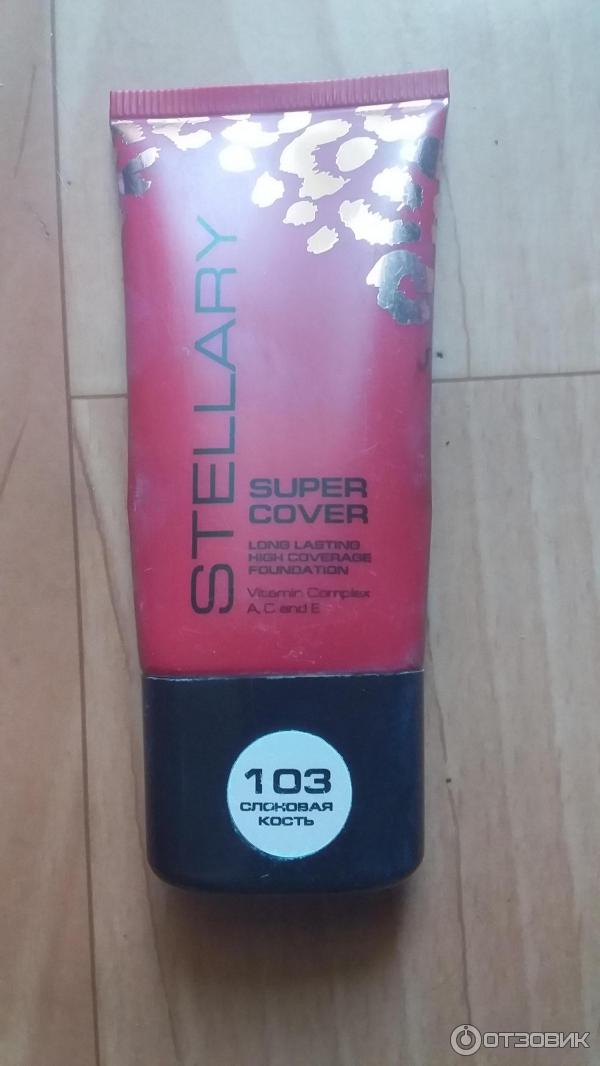 STELLARY
SUPER
COVER
LONG LASTING
HIGH COVERAGE
FOUNDATION
Vitamin Complex
A, C and E
103
СЛОНОВАЯ
КОСТЬ
ОТЗОВИК